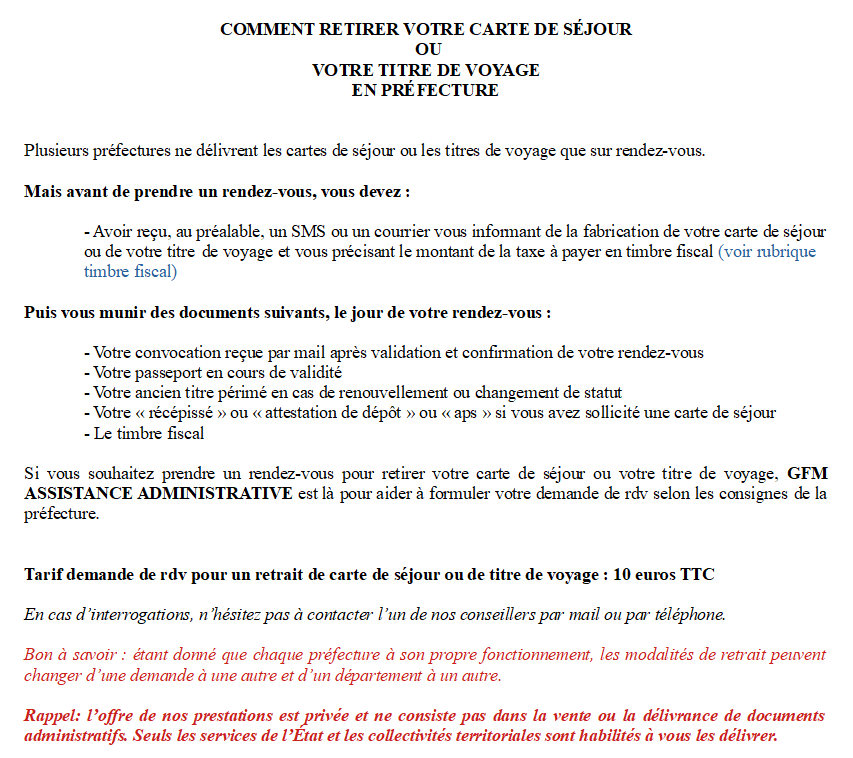 COMMENT RETIRER VOTRE CARTE DE SÉJOUR
OU
VOTRE TITRE DE VOYAGE
EN PRÉFECTURE
Plusieurs préfectures ne délivrent les cartes de séjour ou les titres de voyage que sur rendez-vous.
Mais avant de prendre un rendez-vous, vous devez :
- Avoir reçu, au préalable, un SMS ou un courrier vous informant de la fabrication de votre carte de séjour
ou de votre titre de voyage et vous précisant le montant de la taxe à payer en timbre fiscal (voir rubrique
timbre fiscal)
Puis vous munir des documents suivants, le jour de votre rendez-vous :
- Votre convocation reçue par mail après validation et confirmation de votre rendez-vous
- Votre passeport en cours de validité
- Votre ancien titre périmé en cas de renouvellement ou changement de statut
- Votre « récépissé » ou « attestation de dépôt » ou « aps » si vous avez sollicité une carte de séjour
- Le timbre fiscal
Si vous souhaitez prendre un rendez-vous pour retirer votre carte de séjour ou votre titre de voyage, GFM
ASSISTANCE ADMINISTRATIVE est là pour aider à formuler votre demande de rdv selon les consignes de la
préfecture.
Tarif demande de rdv pour un retrait de carte de séjour ou de titre de voyage : 10 euros TTC
En cas d'interrogations, n'hésitez pas à contacter l'un de nos conseillers par mail ou par téléphone.
Bon à savoir : étant donné que chaque préfecture à son propre fonctionnement, les modalités de retrait peuvent
changer d'une demande à une autre et d'un département à un autre.
Rappel: l'offre de nos prestations est privée et ne consiste pas dans la vente ou la délivrance de documents
administratifs. Seuls les services de l'État et les collectivités territoriales sont habilités à vous les délivrer.